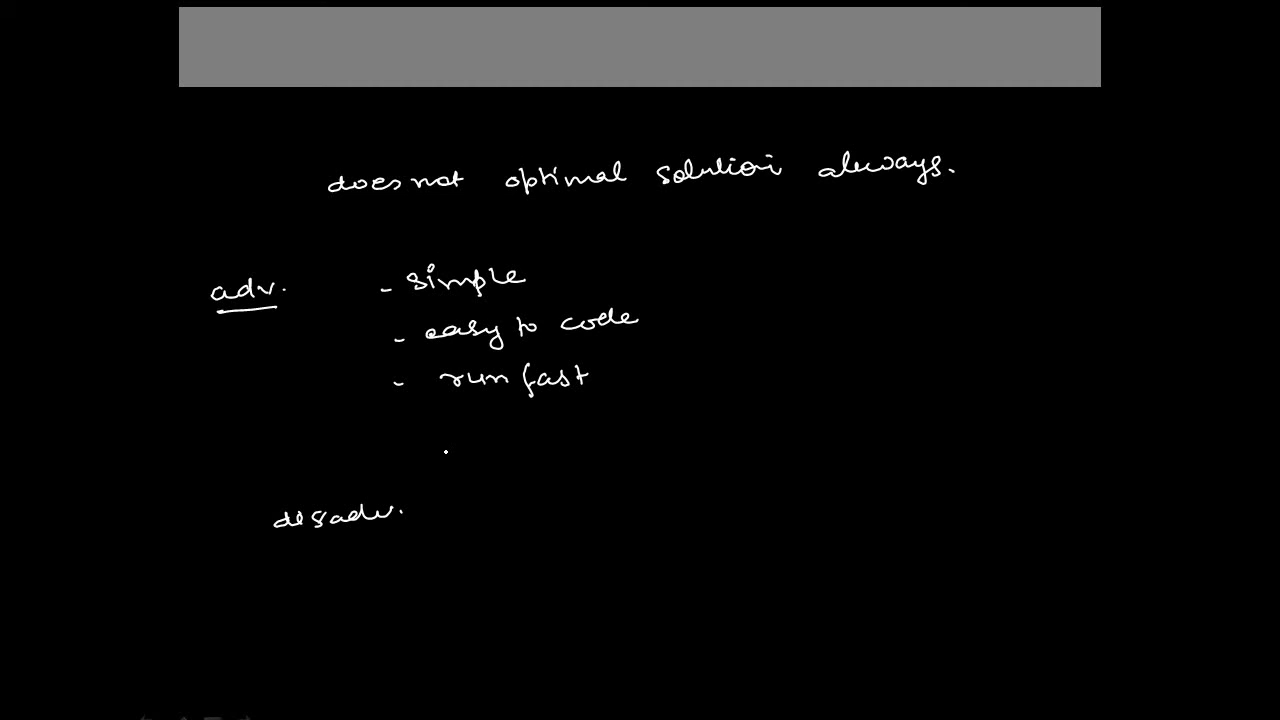 does not optimal solution always.
adv.
- simple
- easy to code
- run fast
disadv.